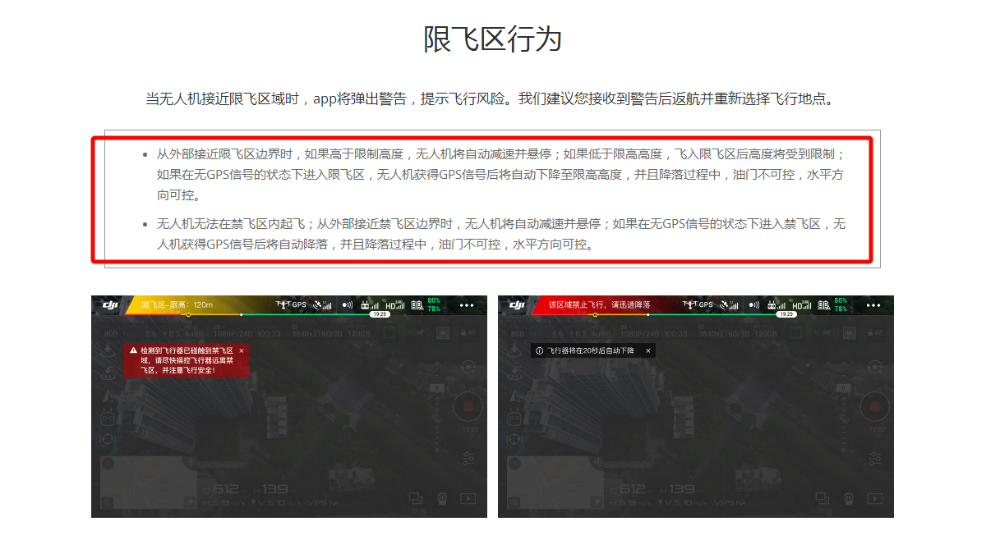 限飞区行为
当无人机接近限飞区域时，app将弹出警告，提示飞行风险。我们建议您接收到警告后返航并重新选择飞行地点。
从外部接近限飞区边界时，如果高于限制高度，无人机将自动减速并悬停；如果低于限高高度，飞入限飞区后高度将受到限制；
如果在无GPS信号的状态下进入限飞区，无人机获得GPS信号后将自动下降至限高高度，并且降落过程中，油门不可控，水平方
向可控。
无人机无法在禁飞区内起飞；从外部接近禁飞区边界时，无人机将自动减速并悬停；如果在无GPS信号的状态下进入禁飞区，无
人机获得GPS信号后将自动降落，并且降落过程中，油门不可控，水平方向可控。
dji 限飞区-限高：120m GPS HD 80% 78%
19:29
800 5.6 +0.3 Auto 1080P/240 100:33 3840x2160/30 120GB AE
检测到飞行器已碰触到禁飞区
域，请尽快操控飞行器远离禁
飞区，并注意飞行安全！
0
12:02
D 612 m H 139 m
H.S 18 m/s V.S 10 m/s VPS NA
dji 该区域禁止飞行，请迅速降落 GPS HD 80% 78%
19:29
800 5.6 +0.3 Auto 1080P/240 100:33 3840x2160/30 120GB AE
飞行器将在20秒后自动下降
0
12:02
D 612 m H 139 m
H.S 18 m/s V.S 10 m/s VPS NA